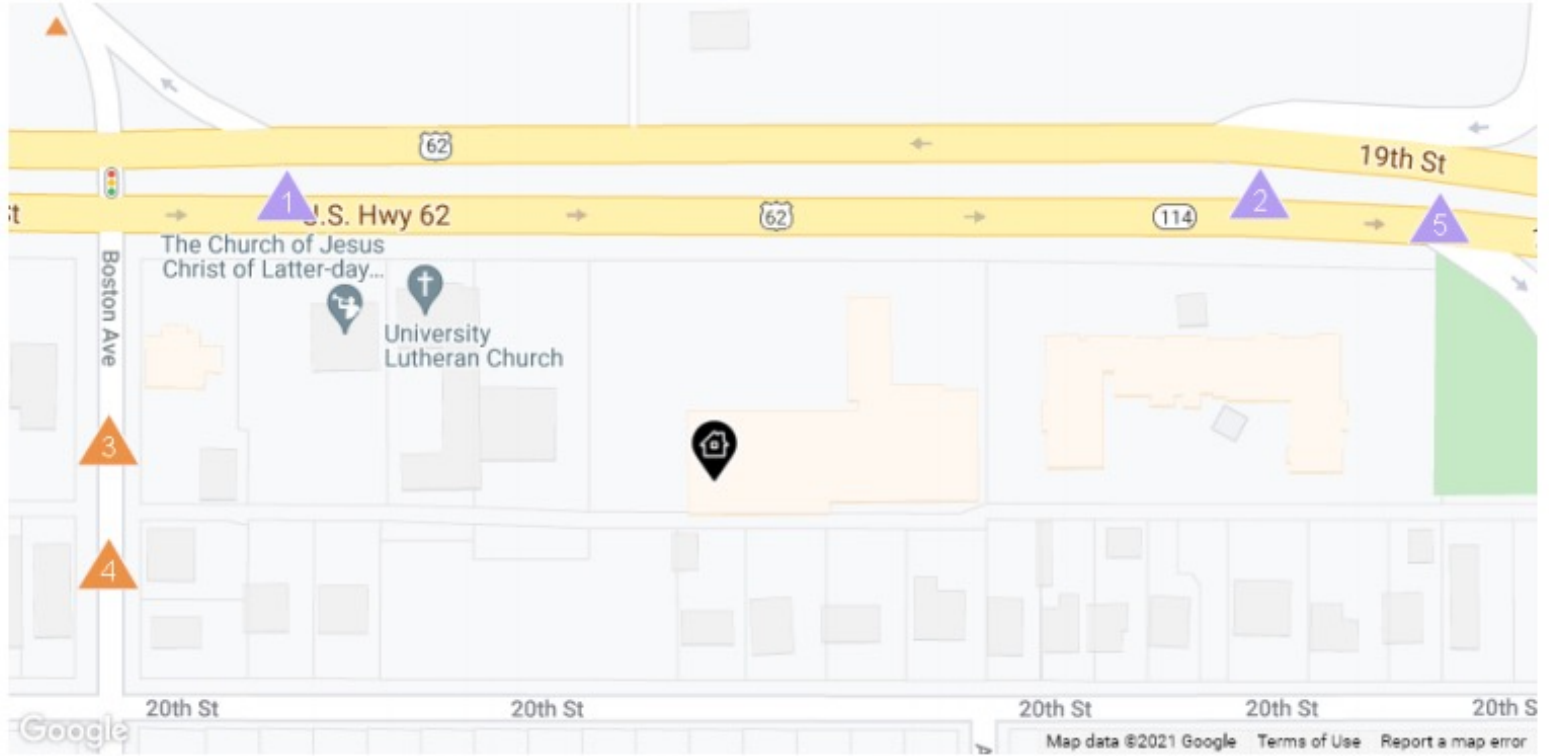 62
19th St
1
2
5
St
U.S. Hwy 62
62
114
The Church of Jesus
Christ of Latter-day...
Boston Ave
University
Lutheran Church
3
4
20th St
20th St
20th St
20th St
20th S
Google
Map data ©2021 Google
Terms of Use
Report a map error